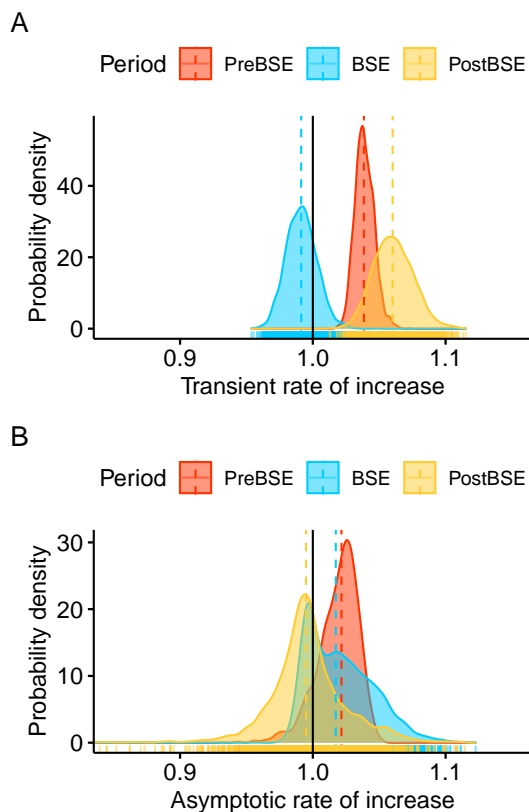 A
Period PreBSE BSE PostBSE
Probability density
40
20
0
0.9 1.0 1.1
Transient rate of increase
B
Period PreBSE BSE PostBSE
Probability density
30
20
10
0
0.9 1.0 1.1
Asymptotic rate of increase